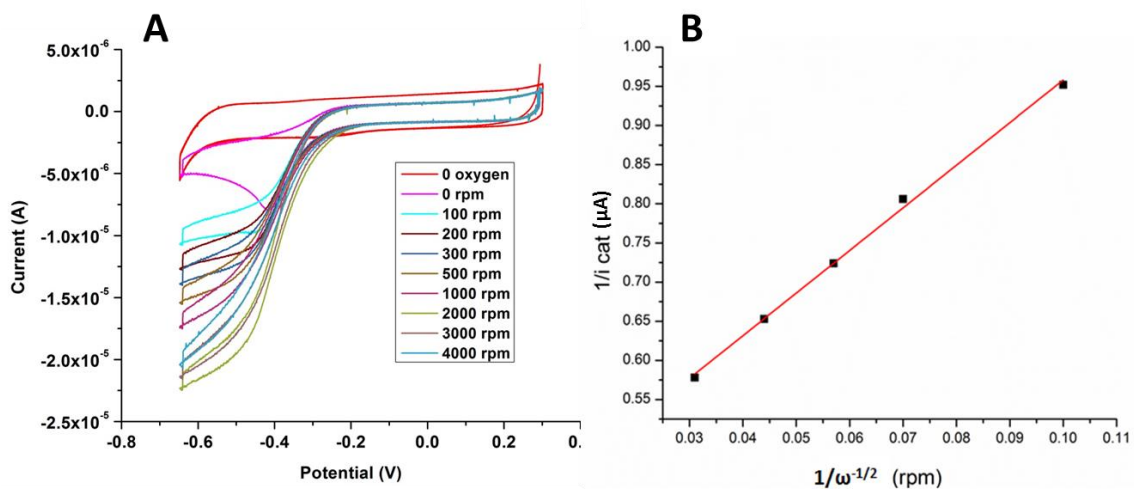 A
5.0x10⁻⁶
0.0
-5.0x10⁻⁶
-1.0x10⁻⁵
-1.5x10⁻⁵
-2.0x10⁻⁵
-2.5x10⁻⁵
Current (A)
0 oxygen
0 rpm
100 rpm
200 rpm
300 rpm
500 rpm
1000 rpm
2000 rpm
3000 rpm
4000 rpm
-0.8 -0.6 -0.4 -0.2 0.0 0.2 0.
Potential (V)
B
1.00
0.95
0.90
0.85
0.80
0.75
0.70
0.65
0.60
0.55
1/i cat (µA)
0.03 0.04 0.05 0.06 0.07 0.08 0.09 0.10 0.11
1/ω⁻¹ᐟ² (rpm)